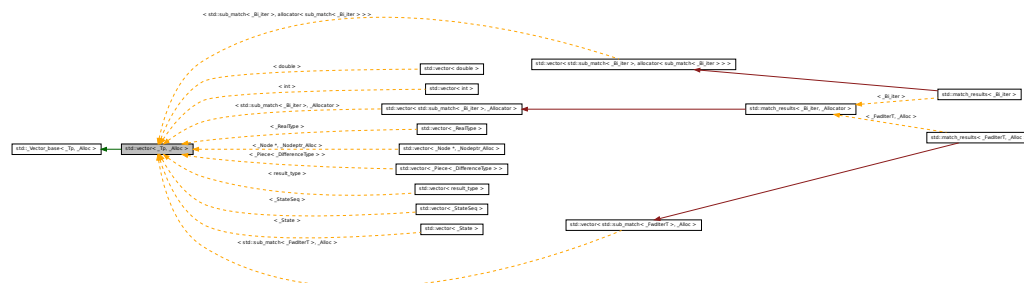 < std::sub_match< _Bi_iter >, allocator< sub_match< _Bi_iter > > >
std::vector< std::sub_match< _Bi_iter >, allocator< sub_match< _Bi_iter > > >
< double >
std::vector< double >
< int >
std::vector< int >
< _Bi_iter >
std::match_results< _Bi_iter >
< std::sub_match< _Bi_iter >, _Allocator >
std::vector< std::sub_match< _Bi_iter >, _Allocator >
std::match_results< _Bi_iter, _Allocator >
< _FwdIterT, _Alloc >
< _RealType >
std::vector< _RealType >
std::match_results< _FwdIterT, _Alloc
< _Node *, _Nodeptr_Alloc >
std::_Vector_base< _Tp, _Alloc >
std::vector< _Tp, _Alloc >
std::vector< _Node *, _Nodeptr_Alloc >
< _Piece< _DifferenceType > >
std::vector< _Piece< _DifferenceType > >
< result_type >
std::vector< result_type >
< _StateSeq >
std::vector< _StateSeq >
< _State >
std::vector< _State >
std::vector< std::sub_match< _FwdIterT >, _Alloc >
< std::sub_match< _FwdIterT >, _Alloc >